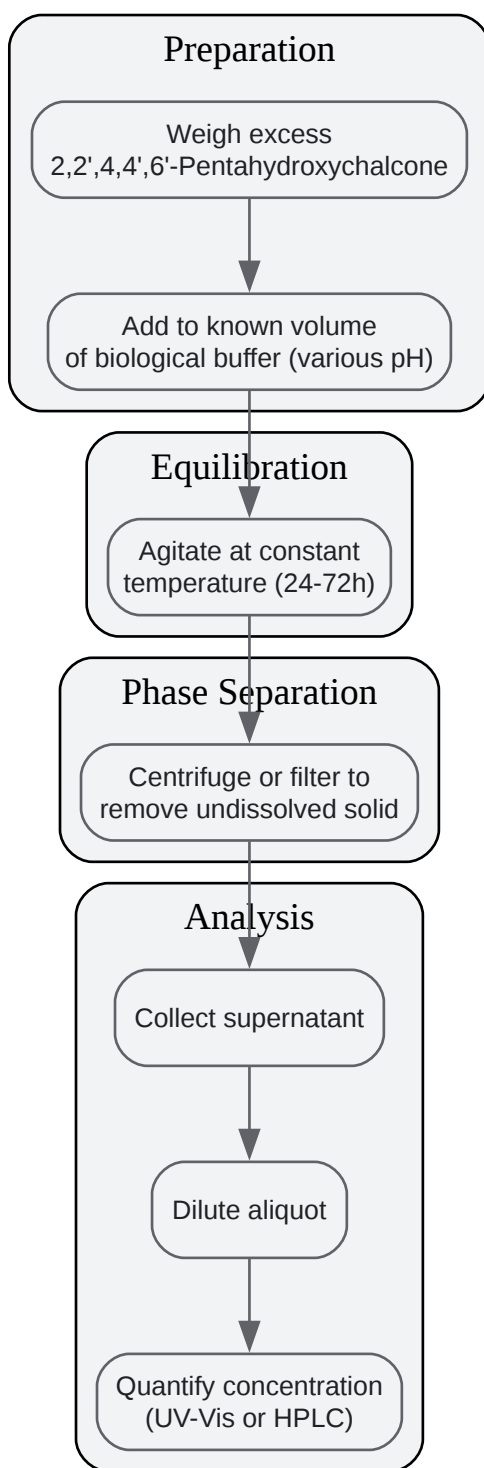 Preparation
Weigh excess
2,2',4,4',6'-Pentahydroxychalcone
Add to known volume
of biological buffer (various pH)
Equilibration
Agitate at constant
temperature (24-72h)
Phase Separation
Centrifuge or filter to
remove undissolved solid
Analysis
Collect supernatant
Dilute aliquot
Quantify concentration
(UV-Vis or HPLC)